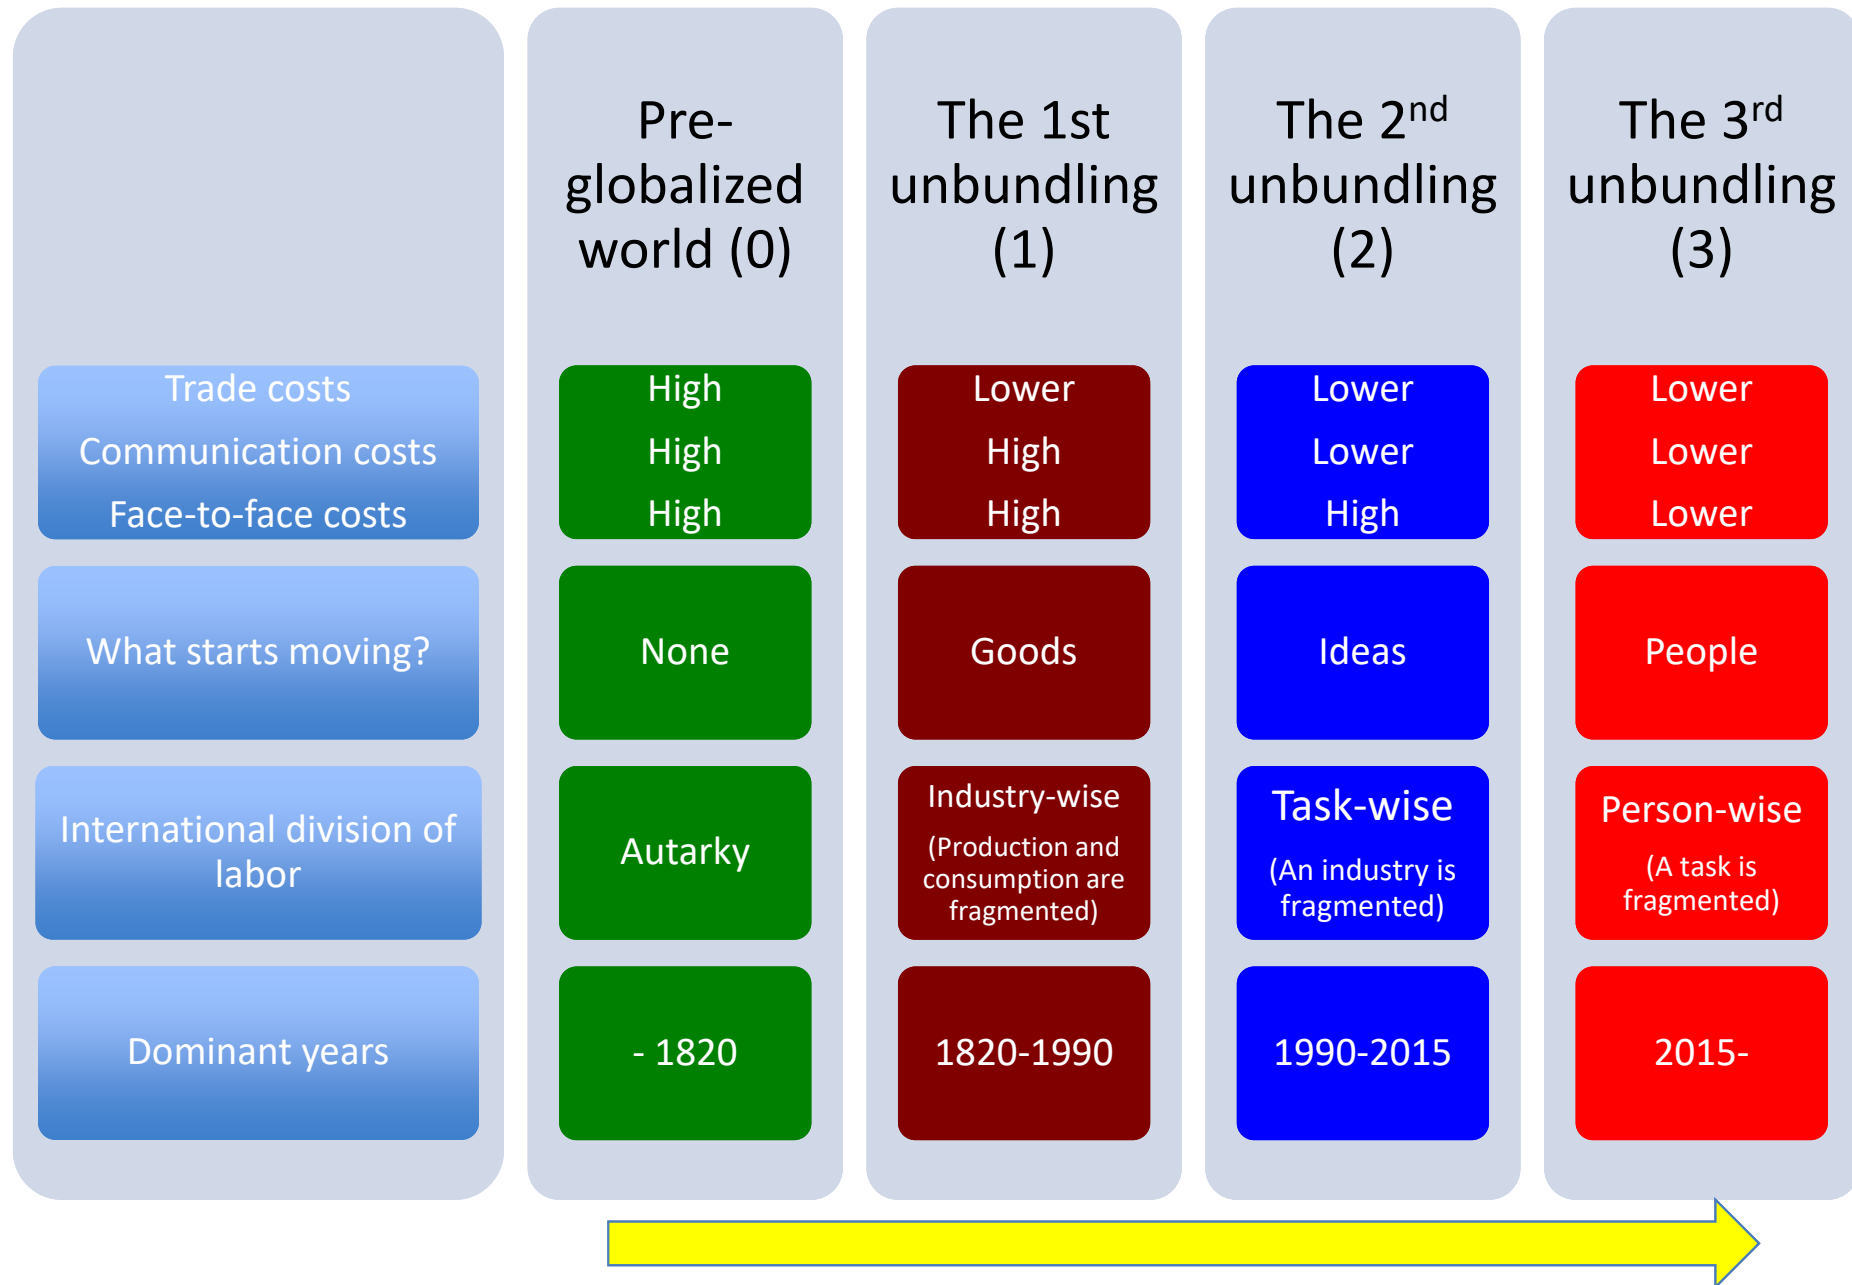 Pre-
globalized
world (0)
The 1st
unbundling
(1)
The 2nd
unbundling
(2)
The 3rd
unbundling
(3)
Trade costs
Communication costs
Face-to-face costs
High
High
High
Lower
High
High
Lower
Lower
High
Lower
Lower
Lower
What starts moving?
None
Goods
Ideas
People
International division of
labor
Autarky
Industry-wise
(Production and
consumption are
fragmented)
Task-wise
(An industry is
fragmented)
Person-wise
(A task is
fragmented)
Dominant years
- 1820
1820-1990
1990-2015
2015-